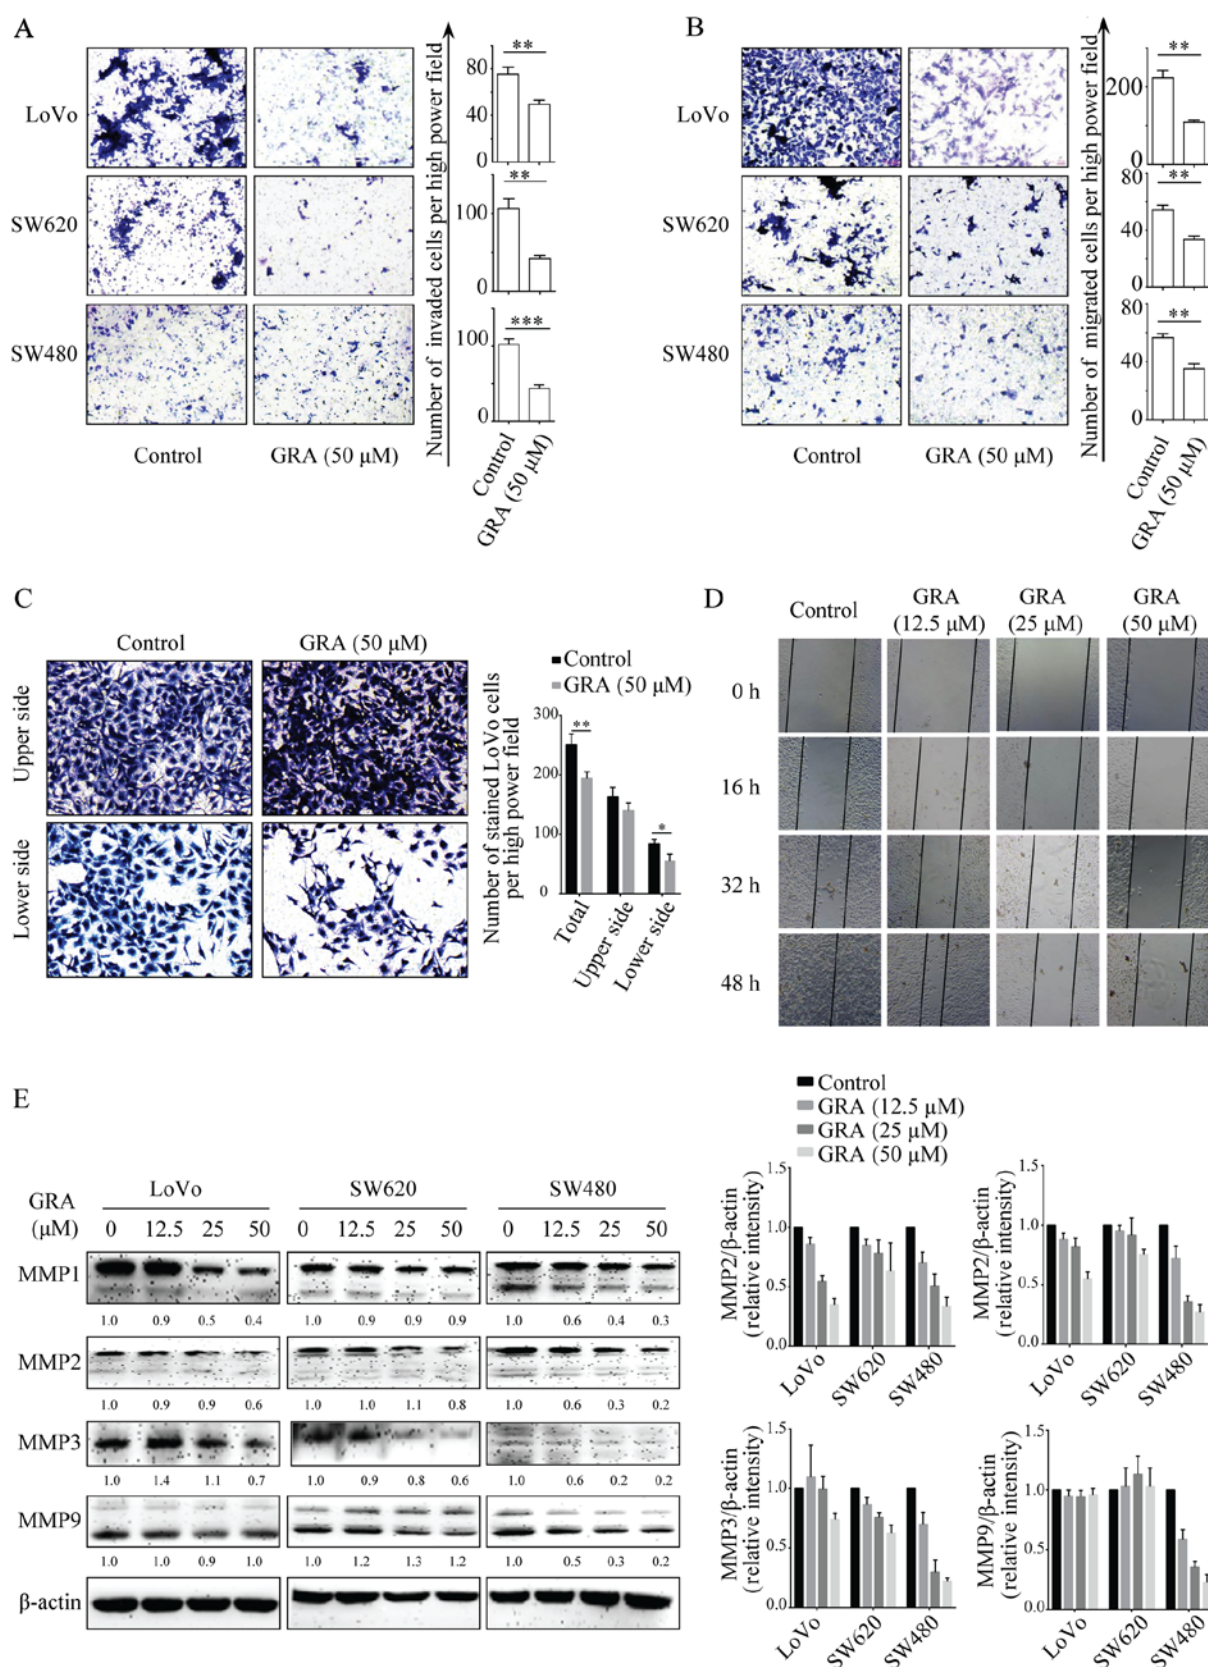 A
Number of invaded cells per high power field
LoVo
SW620
SW480
Control
GRA (50 µM)
80
40
0
**
100
0
**
100
0
***
Control
GRA (50 µM)
B
Number of migrated cells per high power field
LoVo
SW620
SW480
Control
GRA (50 µM)
200
0
**
80
40
0
**
80
40
0
**
Control
GRA (50 µM)
C
Control
GRA (50 µM)
Upper side
Lower side
Control
GRA (50 µM)
Number of stained LoVo cells
per high power field
300
200
100
0
**
*
Total
Upper side
Lower side
D
Control
GRA
(12.5 µM)
GRA
(25 µM)
GRA
(50 µM)
0 h
16 h
32 h
48 h
E
GRA
(µM)
LoVo
SW620
SW480
0 12.5 25 50 0 12.5 25 50 0 12.5 25 50
MMP1
1.0 0.9 0.5 0.4 1.0 0.9 0.9 0.9 1.0 0.6 0.4 0.3
MMP2
1.0 0.9 0.9 0.6 1.0 1.0 1.1 0.8 1.0 0.6 0.3 0.2
MMP3
1.0 1.4 1.1 0.7 1.0 0.9 0.8 0.6 1.0 0.6 0.2 0.2
MMP9
1.0 1.0 0.9 1.0 1.0 1.2 1.3 1.2 1.0 0.5 0.3 0.2
β-actin
Control
GRA (12.5 µM)
GRA (25 µM)
GRA (50 µM)
MMP2/β-actin
(relative intensity)
1.5
1.0
0.5
0.0
LoVo
SW620
SW480
MMP2/β-actin
(relative intensity)
1.5
1.0
0.5
0.0
LoVo
SW620
SW480
MMP3/β-actin
(relative intensity)
1.5
1.0
0.5
0.0
LoVo
SW620
SW480
MMP9/β-actin
(relative intensity)
1.5
1.0
0.5
0.0
LoVo
SW620
SW480